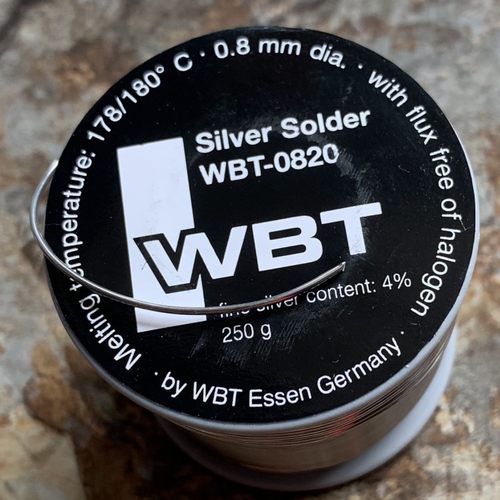 Melting temperature: 178/180° C · 0.8 mm dia. · with flux free of halogen ·
Silver Solder
WBT-0820
WBT
fine silver content: 4%
250 g
· by WBT Essen Germany ·